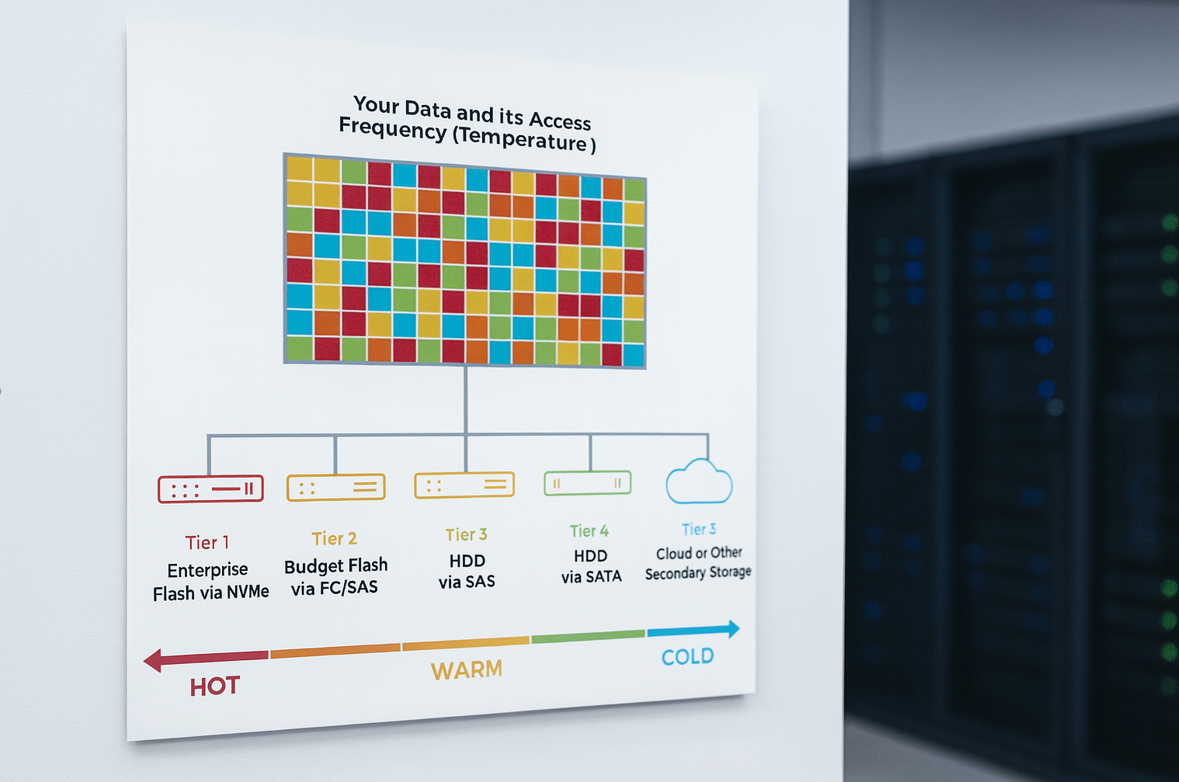 Your Data and its Access
Frequency (Temperature)
Tier 1
Enterprise
Flash via NVMe
Tier 2
Budget Flash
via FC/SAS
Tier 3
HDD
via SAS
Tier 4
HDD
via SATA
Tier 3
Cloud or Other
Secondary Storage
HOT
WARM
COLD